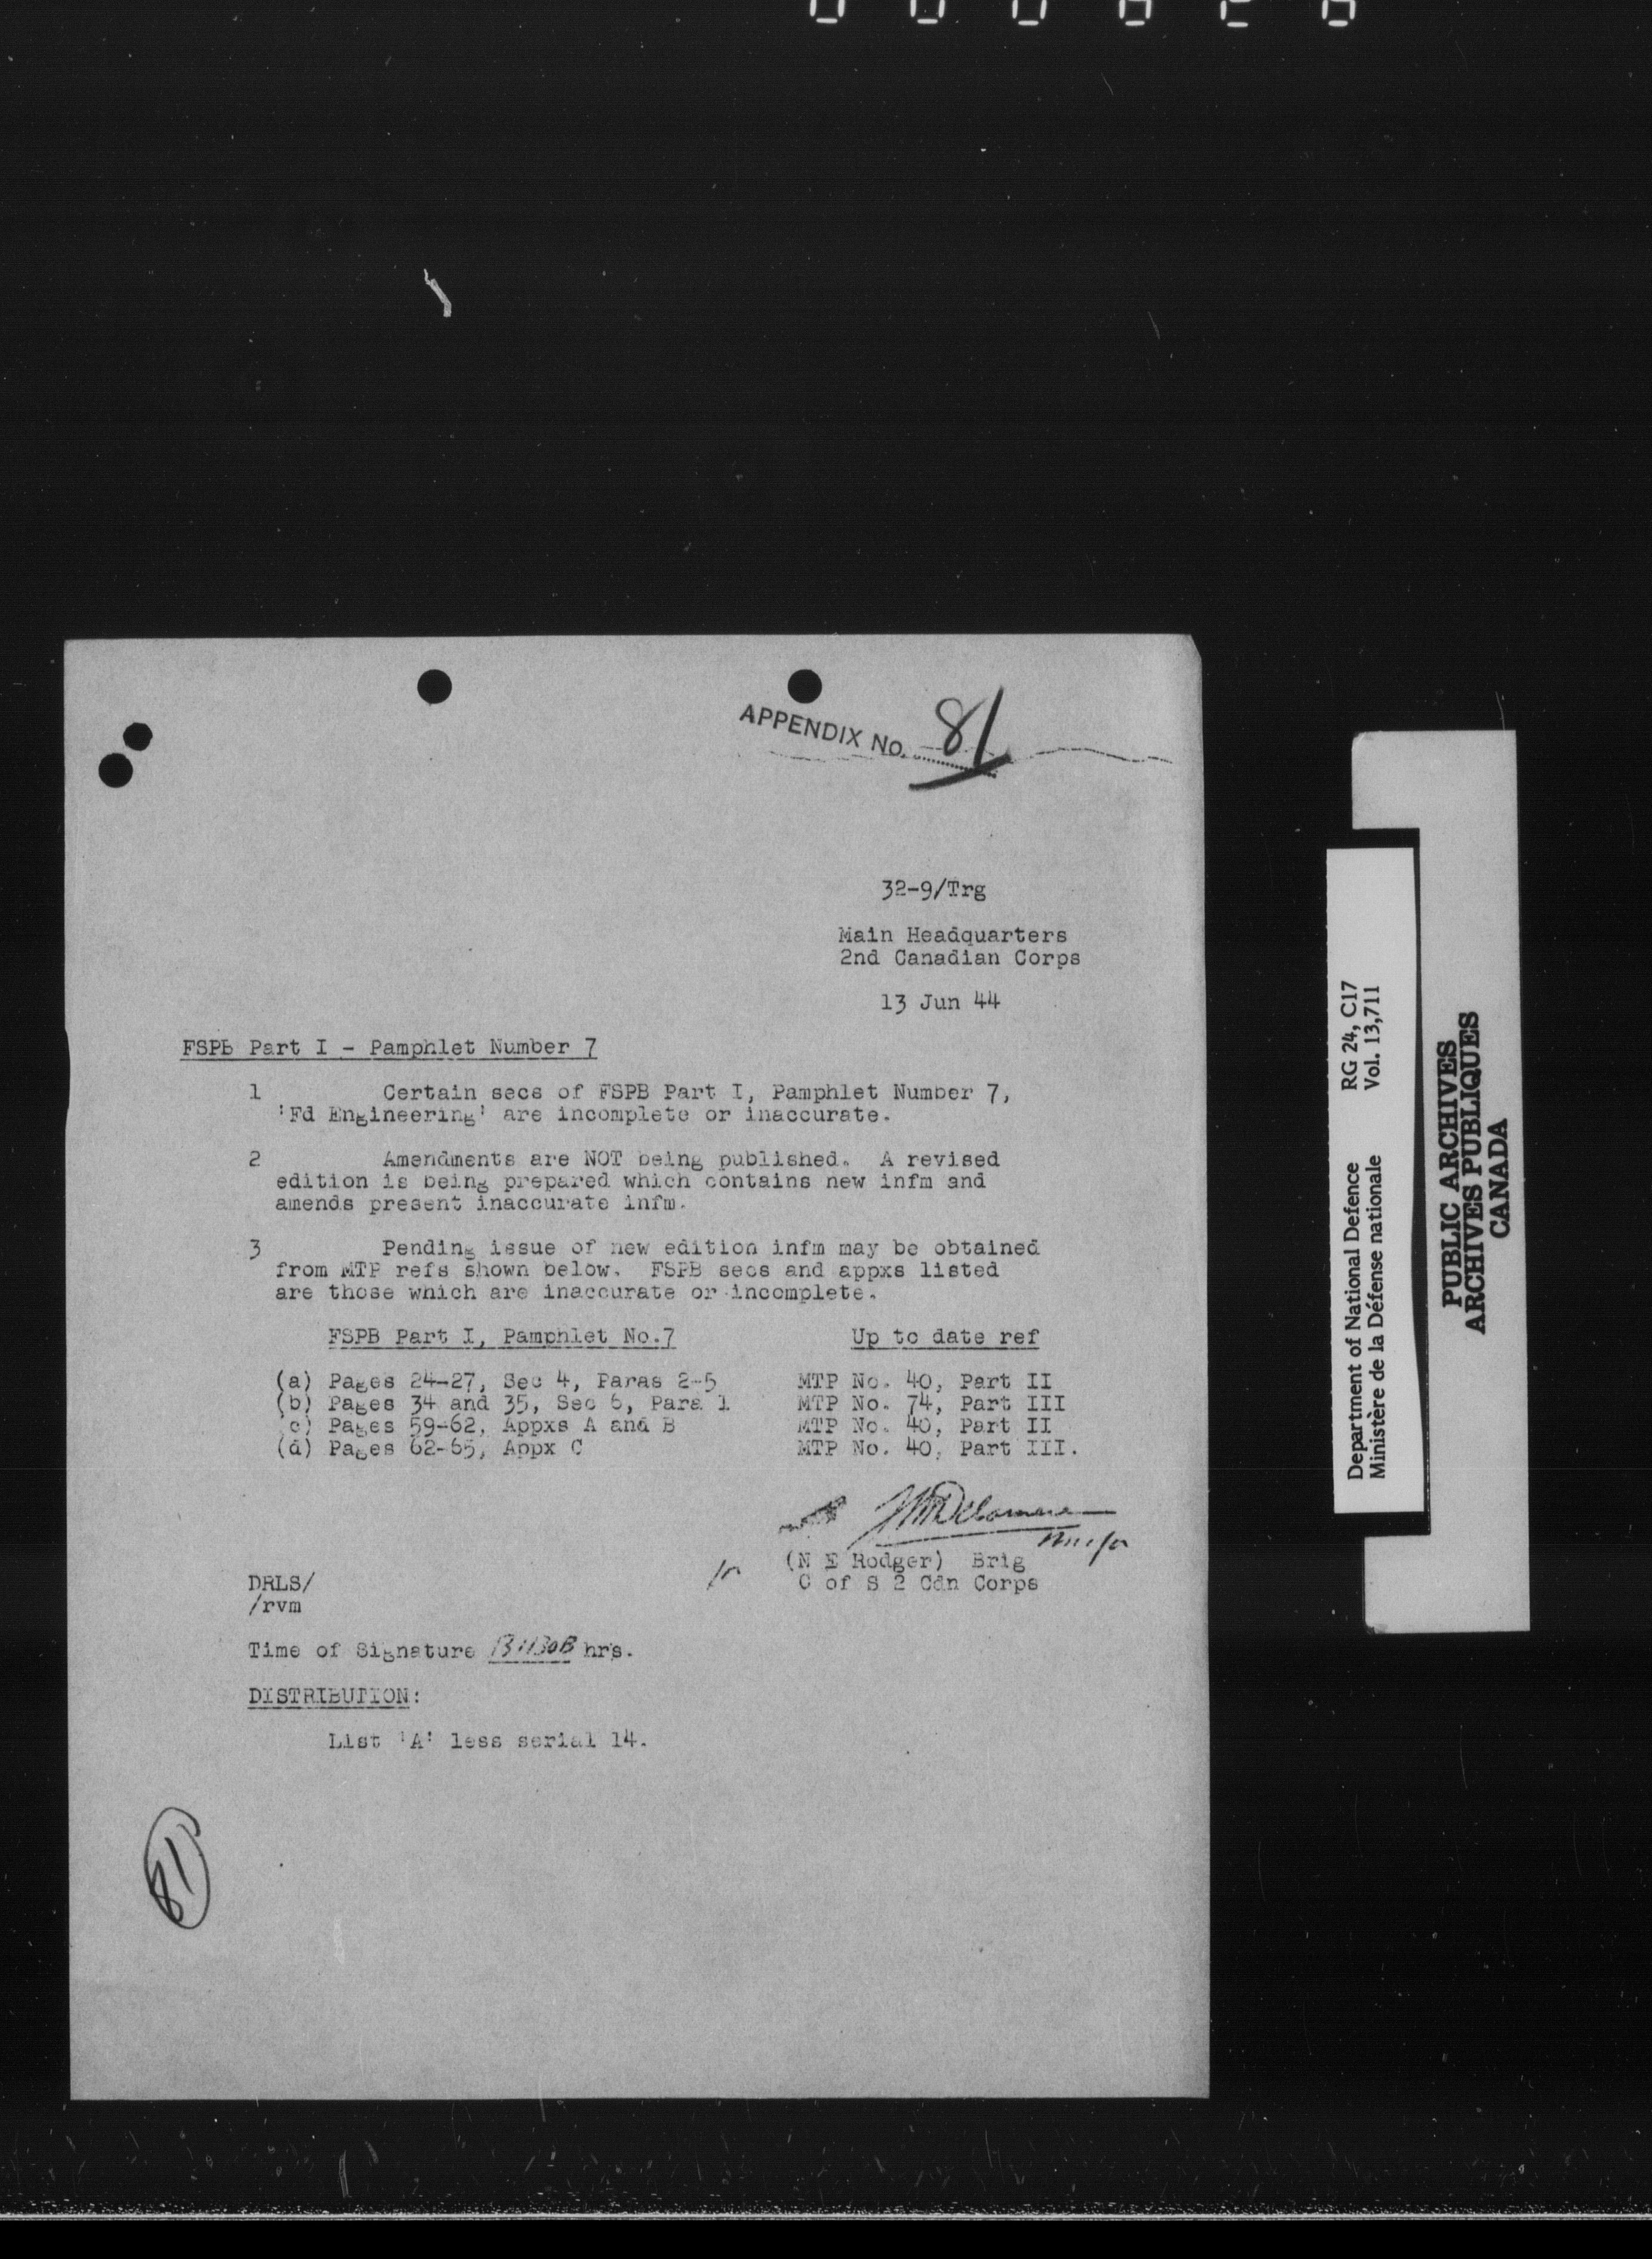 APPENDIX No. 81
32-9/Trg
Main Headquarters
2nd Canadian Corps
13 Jun 44
FSPB Part I - Pamphlet Number 7
1 Certain secs of FSPB Part I, Pamphlet Number 7,
'Fd Engineering' are incomplete or inaccurate.
2 Amendments are NOT being published. A revised
edition is being prepared which contains new infm and
amends present inaccurate infm.
3 Pending issue of new edition infm may be obtained
from MTP refs shown below. FSPB secs and appxs listed
are those which are inaccurate or incomplete.
FSPB Part I, Pamphlet No.7 Up to date ref
(a) Pages 24-27, Sec 4, Paras 2-5 MTP No. 40, Part II
(b) Pages 34 and 35, Sec 6, Para 1 MTP No. 74, Part III
(c) Pages 59-62, Appxs A and B MTP No. 40, Part II
(d) Pages 62-65, Appx C MTP No. 40, Part III.
Major
(N E Rodger) Brig
C of S 2 Cdn Corps
DRLS/
/rvm
Time of Signature hrs.
DISTRIBUTION:
List 'A' less serial 14.
81
Department of National Defence RG 24, C17
Ministère de la Défense nationale Vol. 13,711
PUBLIC ARCHIVES
ARCHIVES PUBLIQUES
CANADA